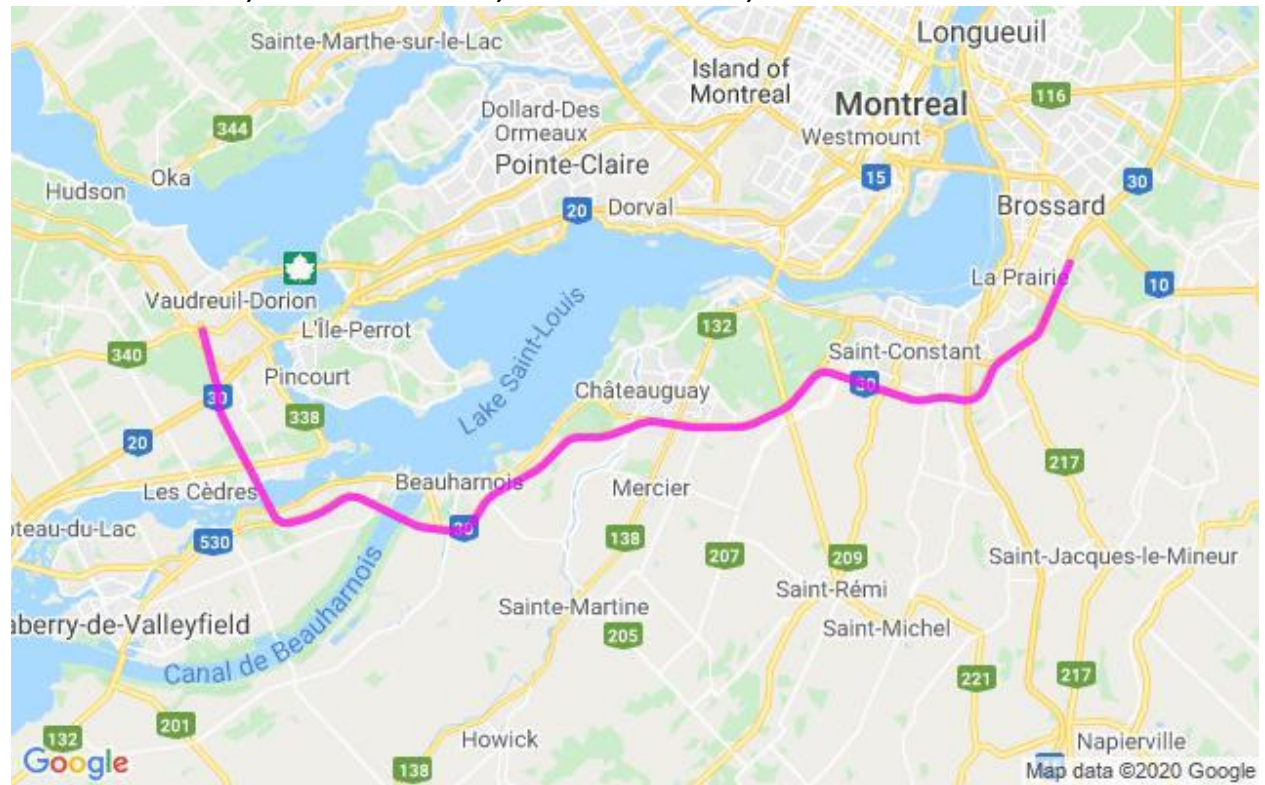 Sainte-Marthe-sur-le-Lac
Longueuil
Island of
Montreal
116
Dollard-Des
Ormeaux
Montreal
344
Westmount
Pointe-Claire
15
30
Oka
Hudson
20
Dorval
Brossard
La Prairie
10
Vaudreuil-Dorion
L'Île-Perrot
132
340
Saint-Constant
Pincourt
Lake Saint-Louis
Châteauguay
30
30
338
20
217
Les Cèdres
Beauharnois
Mercier
oteau-du-Lac
530
30
138
207
209
Saint-Jacques-le-Mineur
Saint-Rémi
Sainte-Martine
aberry-de-Valleyfield
205
Saint-Michel
Canal de Beauharnois
221
217
201
132
Howick
Napierville
Google
138
Map data ©2020 Google